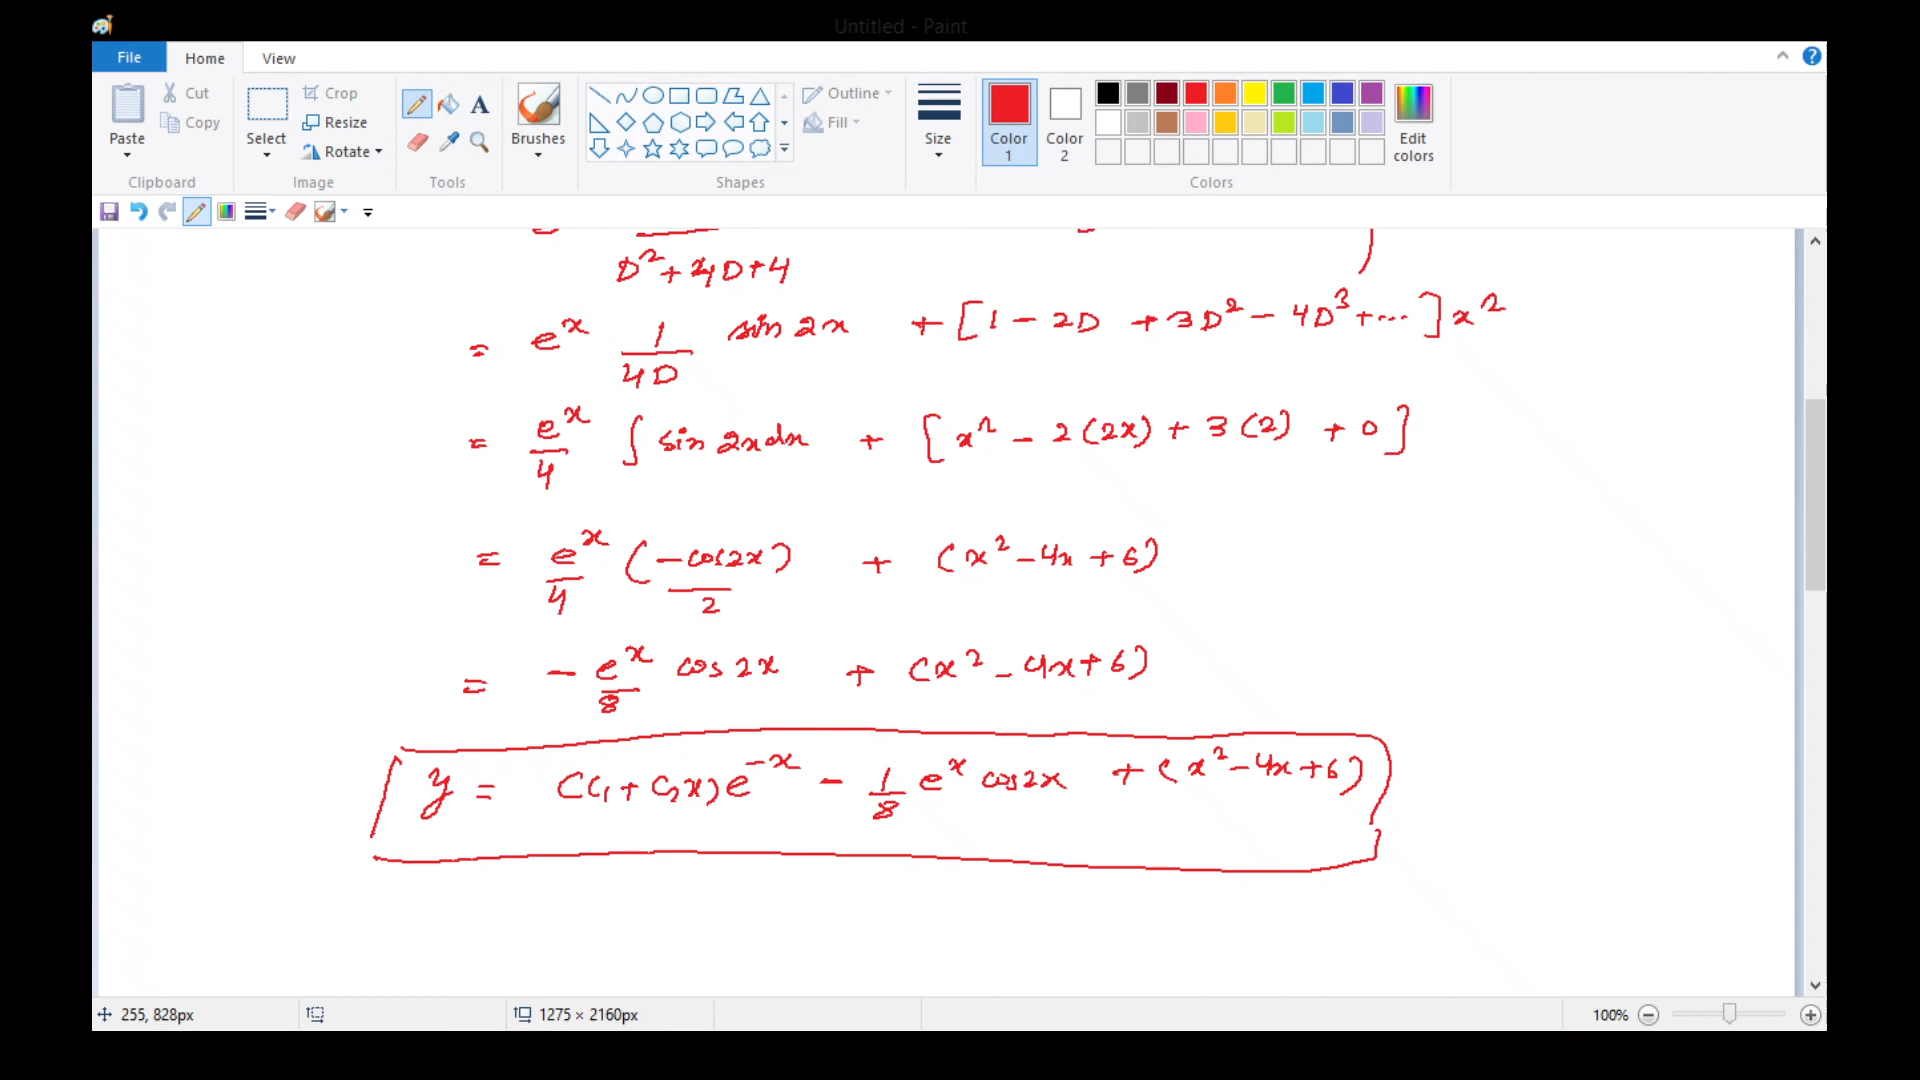 Untitled - Paint
File Home View
Paste Cut Copy Select Crop Resize Rotate Brushes Outline Fill Size Color 1 Color 2 Edit colors
Clipboard Image Tools Shapes Colors
D²+4D+4
= eˣ 1/4D sin 2x + [1 - 2D + 3D² - 4D³ + ...] x²
= eˣ/4 ∫ sin 2x dx + [x² - 2(2x) + 3(2) + 0]
= eˣ/4 (-cos2x/2) + (x² - 4x + 6)
= - eˣ/8 cos 2x + (x² - 4x + 6)
y = (C₁ + C₂x)e⁻ˣ - 1/8 eˣ cos2x + (x² - 4x + 6)
255, 828px 1275 × 2160px 100%